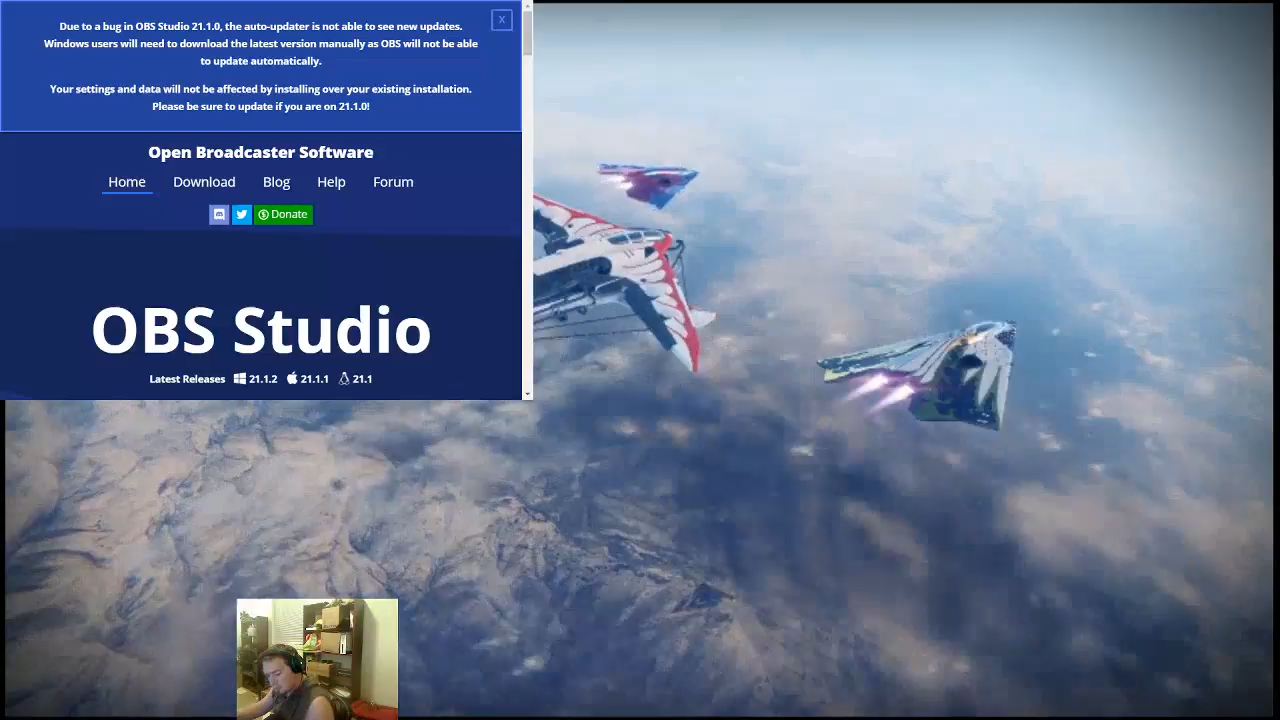 Due to a bug in OBS Studio 21.1.0, the auto-updater is not able to see new updates.
Windows users will need to download the latest version manually as OBS will not be able
to update automatically.
X
Your settings and data will not be affected by installing over your existing installation.
Please be sure to update if you are on 21.1.0!
Open Broadcaster Software
Home Download Blog Help Forum
Donate
OBS Studio
Latest Releases 21.1.2 21.1.1 21.1